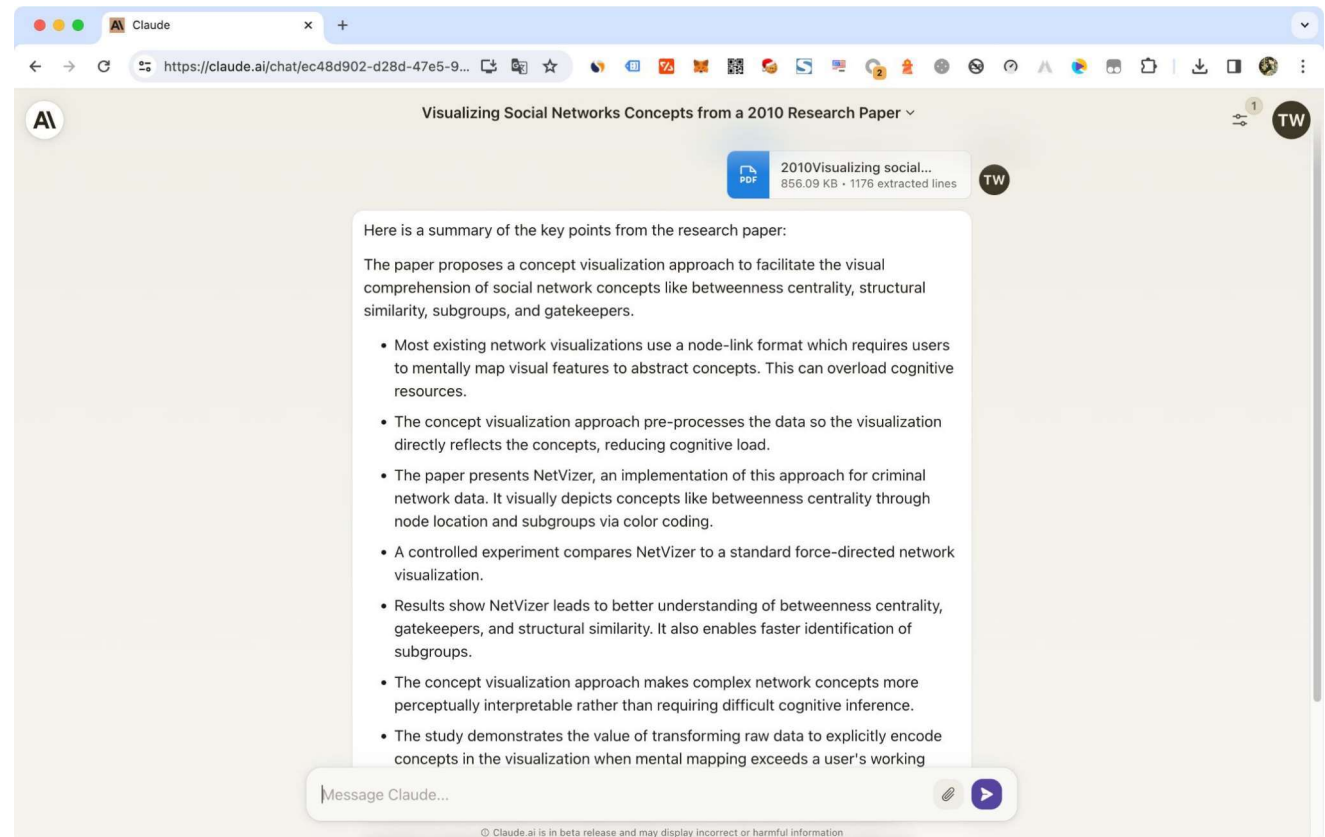 Claude
https://claude.ai/chat/ec48d902-d28d-47e5-9...
2
Visualizing Social Networks Concepts from a 2010 Research Paper
1
TW
PDF
2010Visualizing social...
856.09 KB • 1176 extracted lines
TW
Here is a summary of the key points from the research paper:
The paper proposes a concept visualization approach to facilitate the visual
comprehension of social network concepts like betweenness centrality, structural
similarity, subgroups, and gatekeepers.
• Most existing network visualizations use a node-link format which requires users
to mentally map visual features to abstract concepts. This can overload cognitive
resources.
• The concept visualization approach pre-processes the data so the visualization
directly reflects the concepts, reducing cognitive load.
• The paper presents NetVizer, an implementation of this approach for criminal
network data. It visually depicts concepts like betweenness centrality through
node location and subgroups via color coding.
• A controlled experiment compares NetVizer to a standard force-directed network
visualization.
• Results show NetVizer leads to better understanding of betweenness centrality,
gatekeepers, and structural similarity. It also enables faster identification of
subgroups.
• The concept visualization approach makes complex network concepts more
perceptually interpretable rather than requiring difficult cognitive inference.
• The study demonstrates the value of transforming raw data to explicitly encode
concepts in the visualization when mental mapping exceeds a user's working
Message Claude...
Claude.ai is in beta release and may display incorrect or harmful information